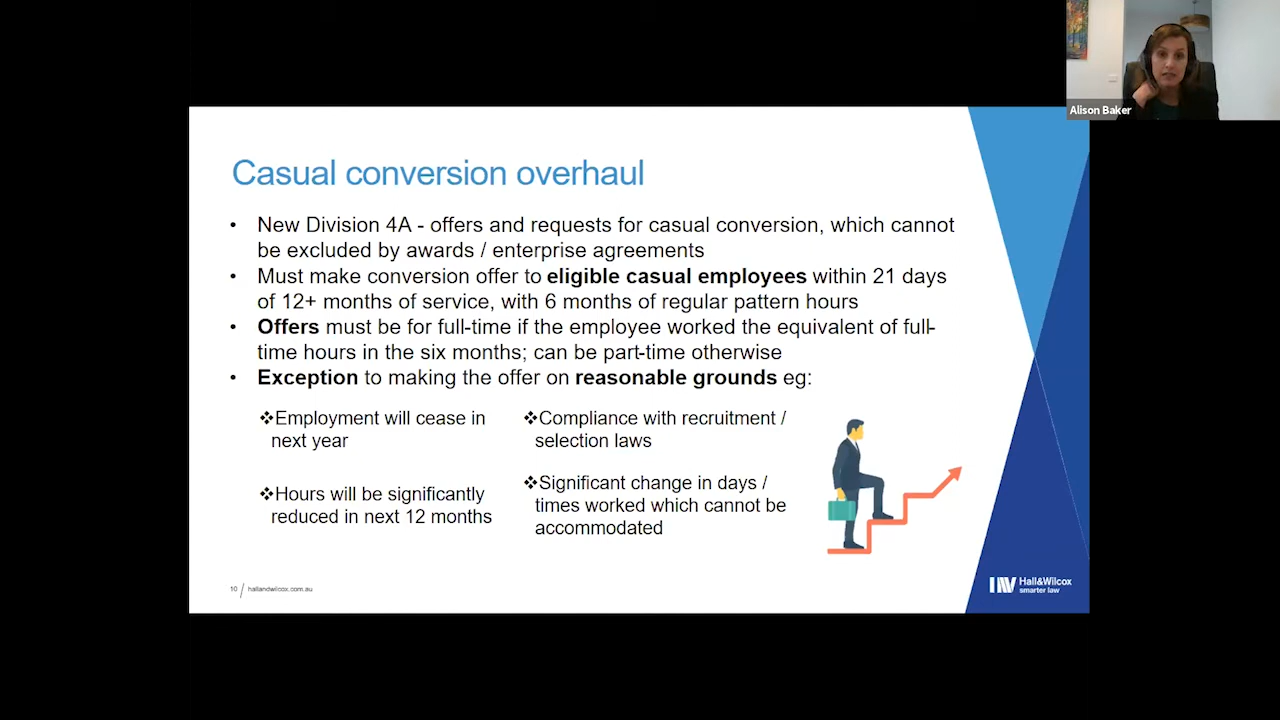 Alison Baker
Casual conversion overhaul
• New Division 4A - offers and requests for casual conversion, which cannot
be excluded by awards / enterprise agreements
• Must make conversion offer to eligible casual employees within 21 days
of 12+ months of service, with 6 months of regular pattern hours
• Offers must be for full-time if the employee worked the equivalent of full-
time hours in the six months; can be part-time otherwise
• Exception to making the offer on reasonable grounds eg:
❖Employment will cease in
next year
❖Hours will be significantly
reduced in next 12 months
❖Compliance with recruitment /
selection laws
❖Significant change in days /
times worked which cannot be
accommodated
10 / hallandwilcox.com.au
Hall&Wilcox
smarter law